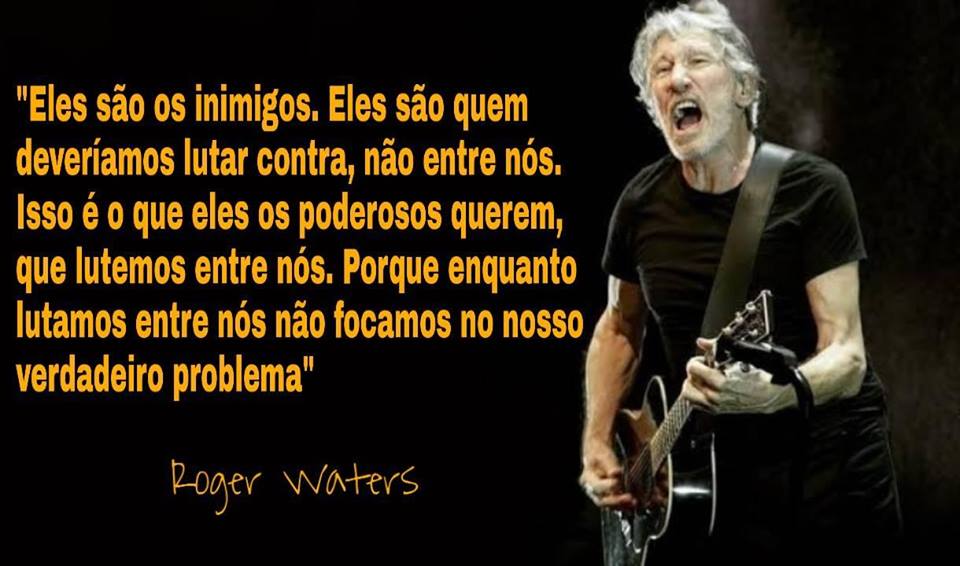 "Eles são os inimigos. Eles são quem
deveríamos lutar contra, não entre nós.
Isso é o que eles os poderosos querem,
que lutemos entre nós. Porque enquanto
lutamos entre nós não focamos no nosso
verdadeiro problema"
Roger Waters